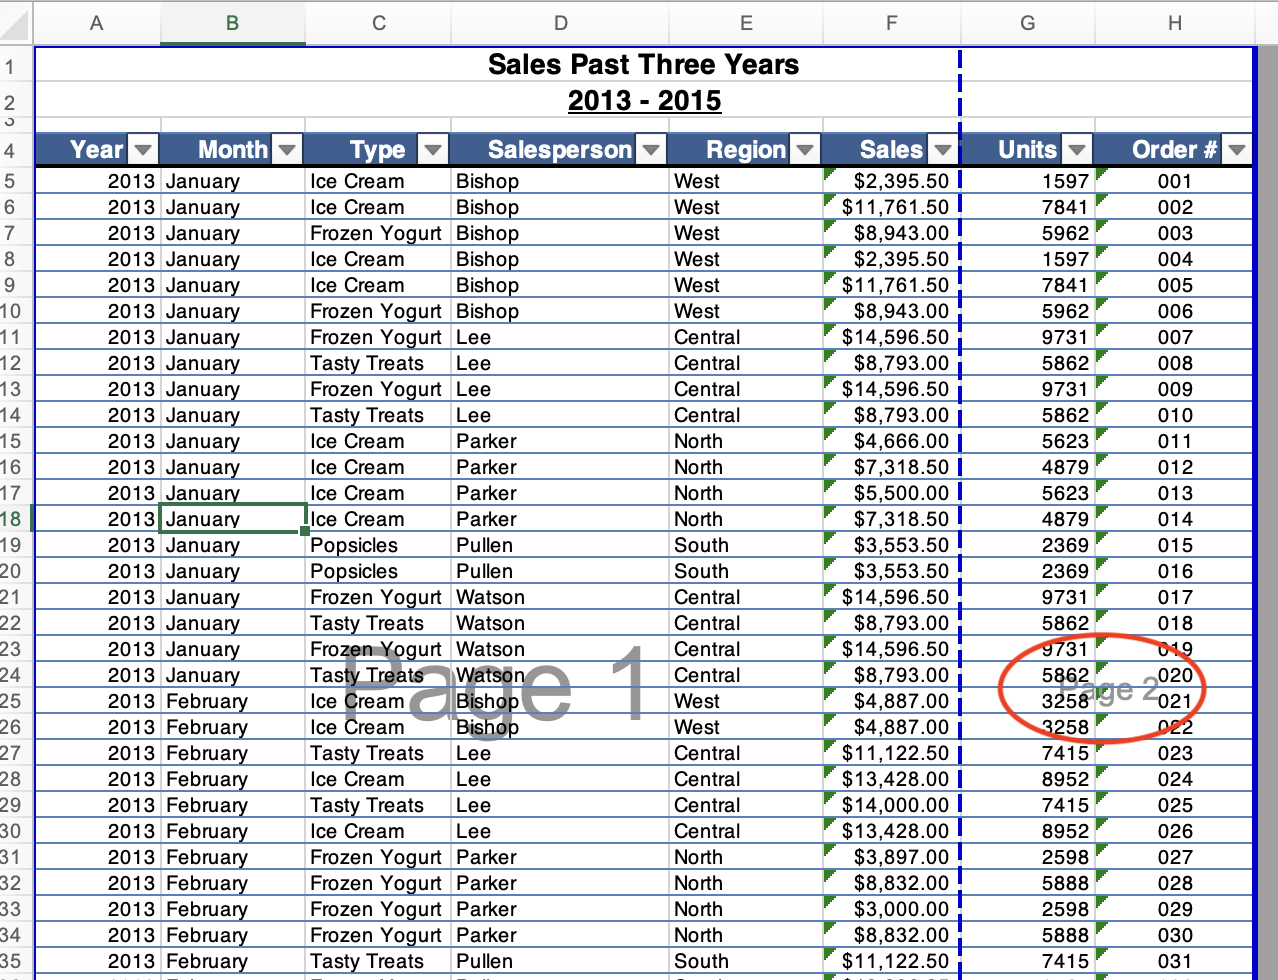 A B C D E F G H
1 Sales Past Three Years
2 2013 - 2015
3
4 Year Month Type Salesperson Region Sales Units Order #
5 2013 January Ice Cream Bishop West $2,395.50 1597 001
6 2013 January Ice Cream Bishop West $11,761.50 7841 002
7 2013 January Frozen Yogurt Bishop West $8,943.00 5962 003
8 2013 January Ice Cream Bishop West $2,395.50 1597 004
9 2013 January Ice Cream Bishop West $11,761.50 7841 005
10 2013 January Frozen Yogurt Bishop West $8,943.00 5962 006
11 2013 January Frozen Yogurt Lee Central $14,596.50 9731 007
12 2013 January Tasty Treats Lee Central $8,793.00 5862 008
13 2013 January Frozen Yogurt Lee Central $14,596.50 9731 009
14 2013 January Tasty Treats Lee Central $8,793.00 5862 010
15 2013 January Ice Cream Parker North $4,666.00 5623 011
16 2013 January Ice Cream Parker North $7,318.50 4879 012
17 2013 January Ice Cream Parker North $5,500.00 5623 013
18 2013 January Ice Cream Parker North $7,318.50 4879 014
19 2013 January Popsicles Pullen South $3,553.50 2369 015
20 2013 January Popsicles Pullen South $3,553.50 2369 016
21 2013 January Frozen Yogurt Watson Central $14,596.50 9731 017
22 2013 January Tasty Treats Watson Central $8,793.00 5862 018
23 2013 January Frozen Yogurt Watson Central $14,596.50 9731 019
24 2013 January Tasty Treats Watson Central $8,793.00 5862 020
Page 1 Page 2
25 2013 February Ice Cream Bishop West $4,887.00 3258 021
26 2013 February Ice Cream Bishop West $4,887.00 3258 022
27 2013 February Tasty Treats Lee Central $11,122.50 7415 023
28 2013 February Ice Cream Lee Central $13,428.00 8952 024
29 2013 February Tasty Treats Lee Central $14,000.00 7415 025
30 2013 February Ice Cream Lee Central $13,428.00 8952 026
31 2013 February Frozen Yogurt Parker North $3,897.00 2598 027
32 2013 February Frozen Yogurt Parker North $8,832.00 5888 028
33 2013 February Frozen Yogurt Parker North $3,000.00 2598 029
34 2013 February Frozen Yogurt Parker North $8,832.00 5888 030
35 2013 February Tasty Treats Pullen South $11,122.50 7415 031